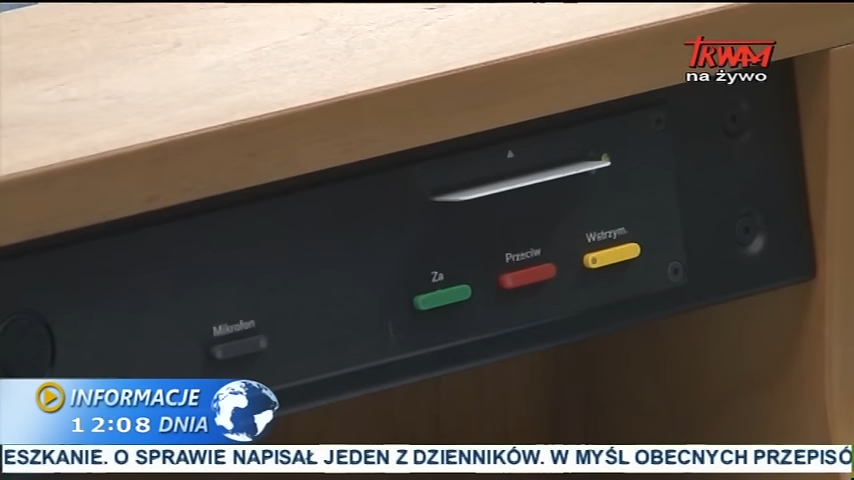 TRWAM
na żywo
Wstrzym.
Przeciw
Za
Mikrofon
INFORMACJE
12:08 DNIA
ESZKANIE. O SPRAWIE NAPISAŁ JEDEN Z DZIENNIKÓW. W MYŚL OBECNYCH PRZEPISÓ